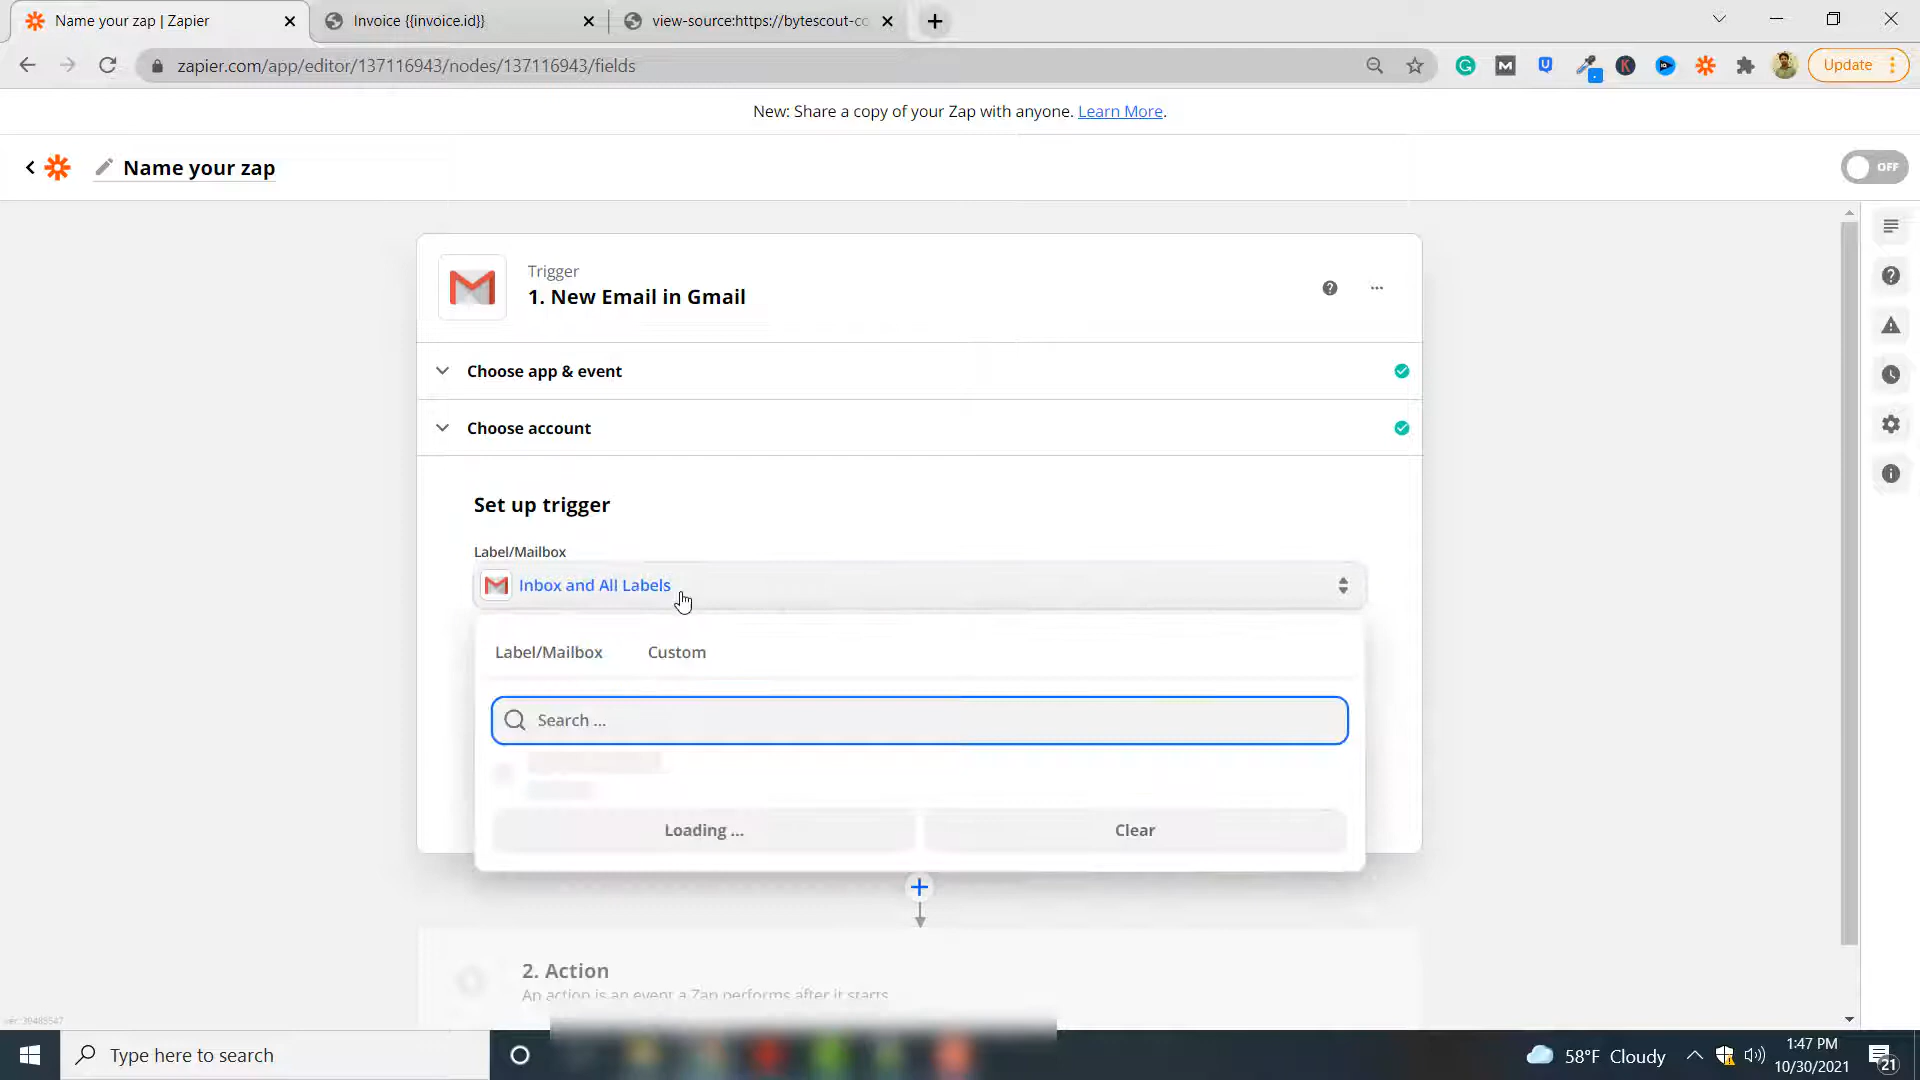 Name your zap | Zapier
Invoice {{invoice.id}}
view-source:https://bytescout-co
zapier.com/app/editor/137116943/nodes/137116943/fields
Update
New: Share a copy of your Zap with anyone. Learn More.
Name your zap
OFF
Trigger
1. New Email in Gmail
Choose app & event
Choose account
Set up trigger
Label/Mailbox
Inbox and All Labels
Label/Mailbox
Custom
Search ...
Loading ...
Clear
2. Action
An action is an event a Zap performs after it starts
Type here to search
58°F Cloudy
1:47 PM
10/30/2021
21